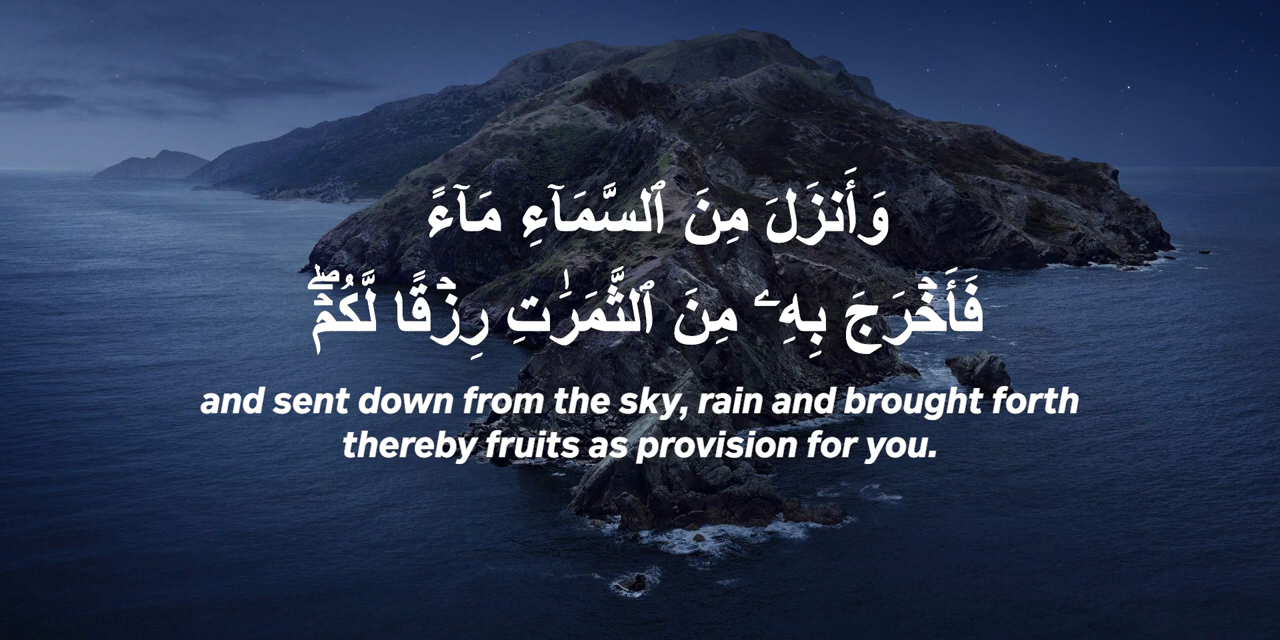 وَأَنزَلَ مِنَ ٱلسَّمَآءِ مَآءً
فَأَخۡرَجَ بِهِۦ مِنَ ٱلثَّمَرَٰتِ رِزۡقًا لَّكُمۡۖ
and sent down from the sky, rain and brought forth
thereby fruits as provision for you.